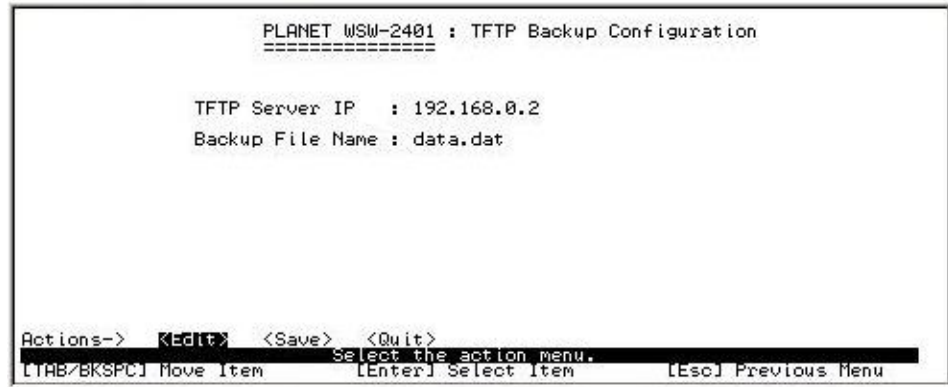 PLANET WSW-2401 : TFTP Backup Configuration
===============
TFTP Server IP : 192.168.0.2
Backup File Name : data.dat
Actions-> <Edit> <Save> <Quit>
Select the action menu.
[TAB/BKSPC] Move Item [Enter] Select Item [Esc] Previous Menu